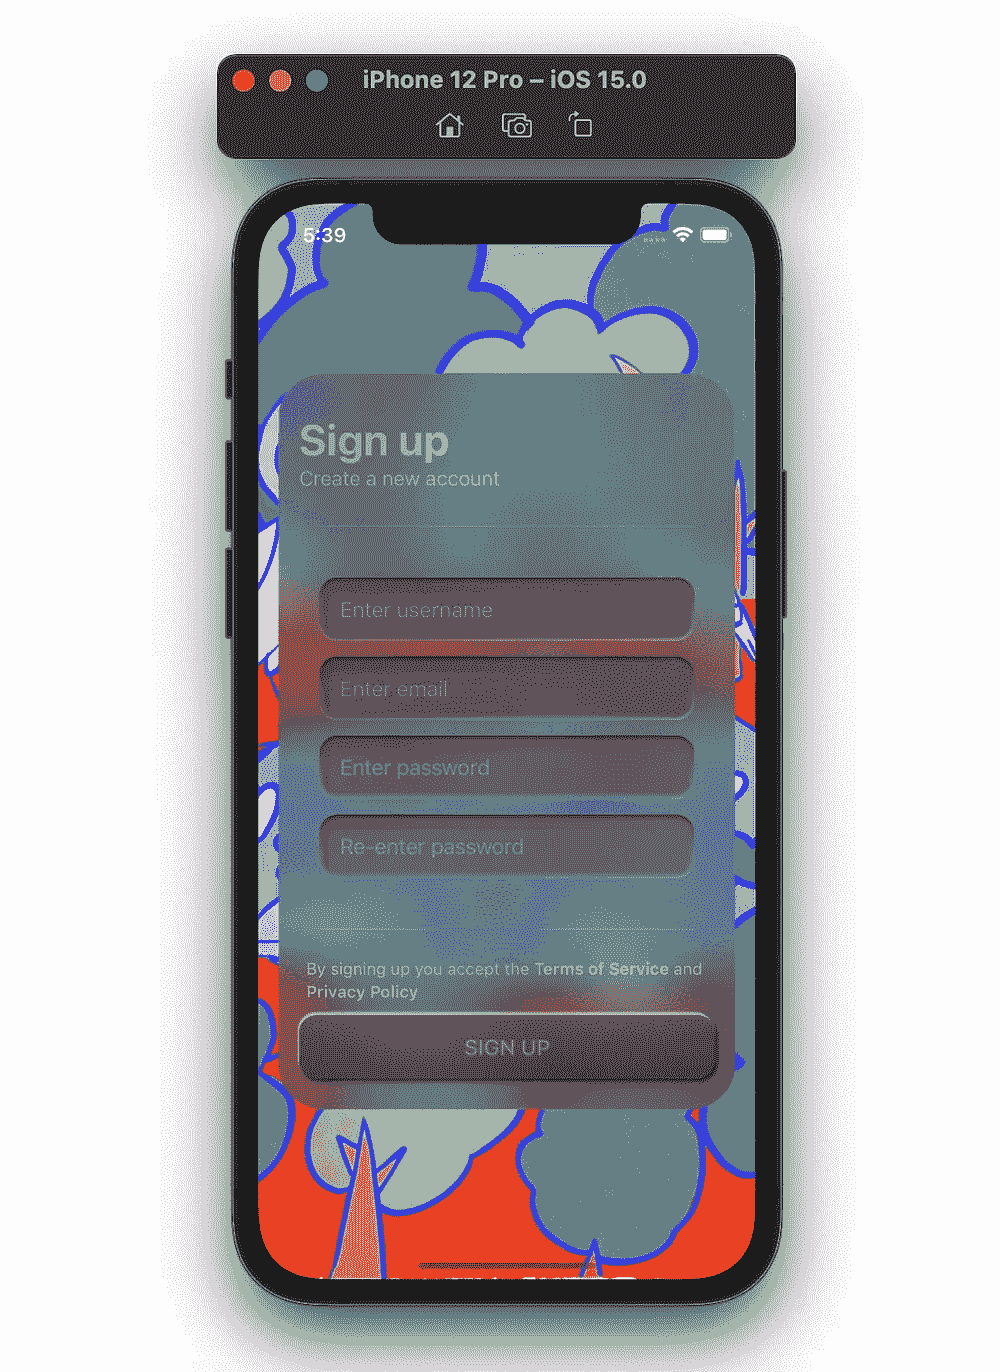 iPhone 12 Pro – iOS 15.0
5:39
Sign up
Create a new account
Enter username
Enter email
Enter password
Re-enter password
By signing up you accept the Terms of Service and
Privacy Policy
SIGN UP